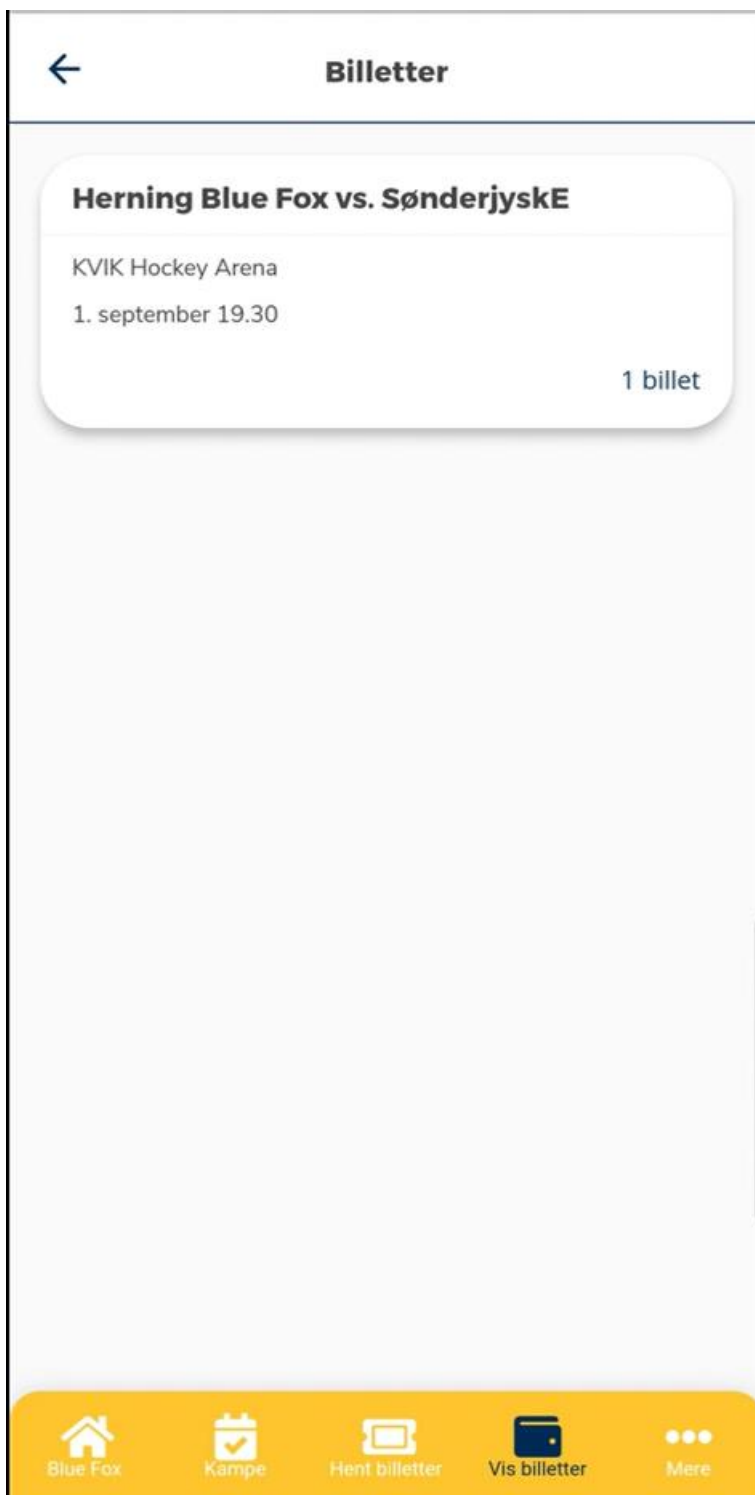 Billetter
Herning Blue Fox vs. SønderjyskE
KVIK Hockey Arena
1. september 19.30
1 billet
Blue Fox
Kampe
Hent billetter
Vis billetter
Mere